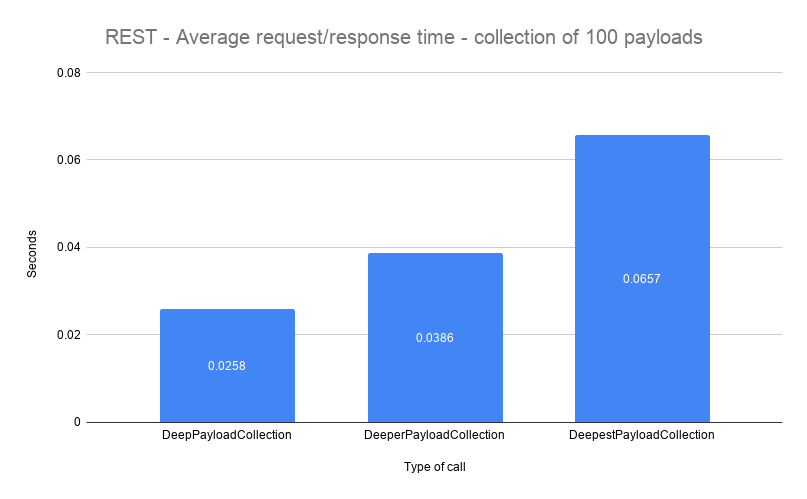 REST - Average request/response time - collection of 100 payloads
0.08
0.06
0.04
0.02
0
Seconds
0.0258
0.0386
0.0657
DeepPayloadCollection
DeeperPayloadCollection
DeepestPayloadCollection
Type of call